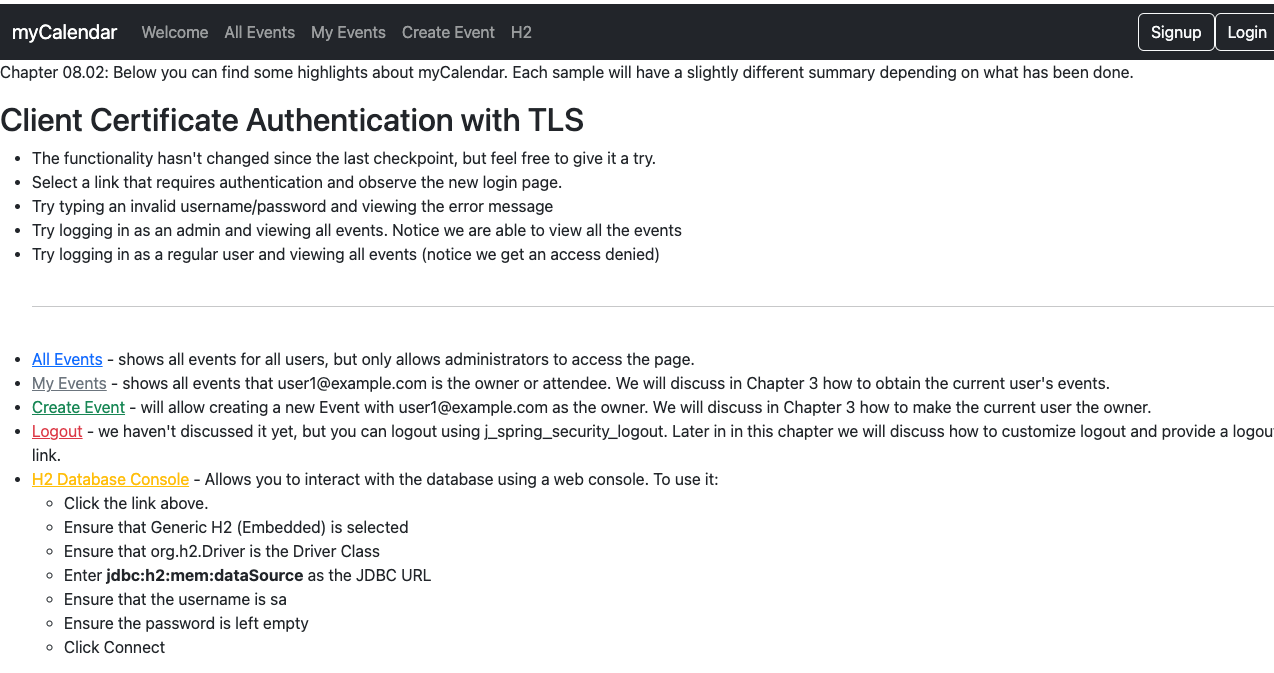 myCalendar Welcome All Events My Events Create Event H2 Signup Login
Chapter 08.02: Below you can find some highlights about myCalendar. Each sample will have a slightly different summary depending on what has been done.
Client Certificate Authentication with TLS
The functionality hasn't changed since the last checkpoint, but feel free to give it a try.
Select a link that requires authentication and observe the new login page.
Try typing an invalid username/password and viewing the error message
Try logging in as an admin and viewing all events. Notice we are able to view all the events
Try logging in as a regular user and viewing all events (notice we get an access denied)
All Events - shows all events for all users, but only allows administrators to access the page.
My Events - shows all events that user1@example.com is the owner or attendee. We will discuss in Chapter 3 how to obtain the current user's events.
Create Event - will allow creating a new Event with user1@example.com as the owner. We will discuss in Chapter 3 how to make the current user the owner.
Logout - we haven't discussed it yet, but you can logout using j_spring_security_logout. Later in in this chapter we will discuss how to customize logout and provide a logout
link.
H2 Database Console - Allows you to interact with the database using a web console. To use it:
Click the link above.
Ensure that Generic H2 (Embedded) is selected
Ensure that org.h2.Driver is the Driver Class
Enter jdbc:h2:mem:dataSource as the JDBC URL
Ensure that the username is sa
Ensure the password is left empty
Click Connect